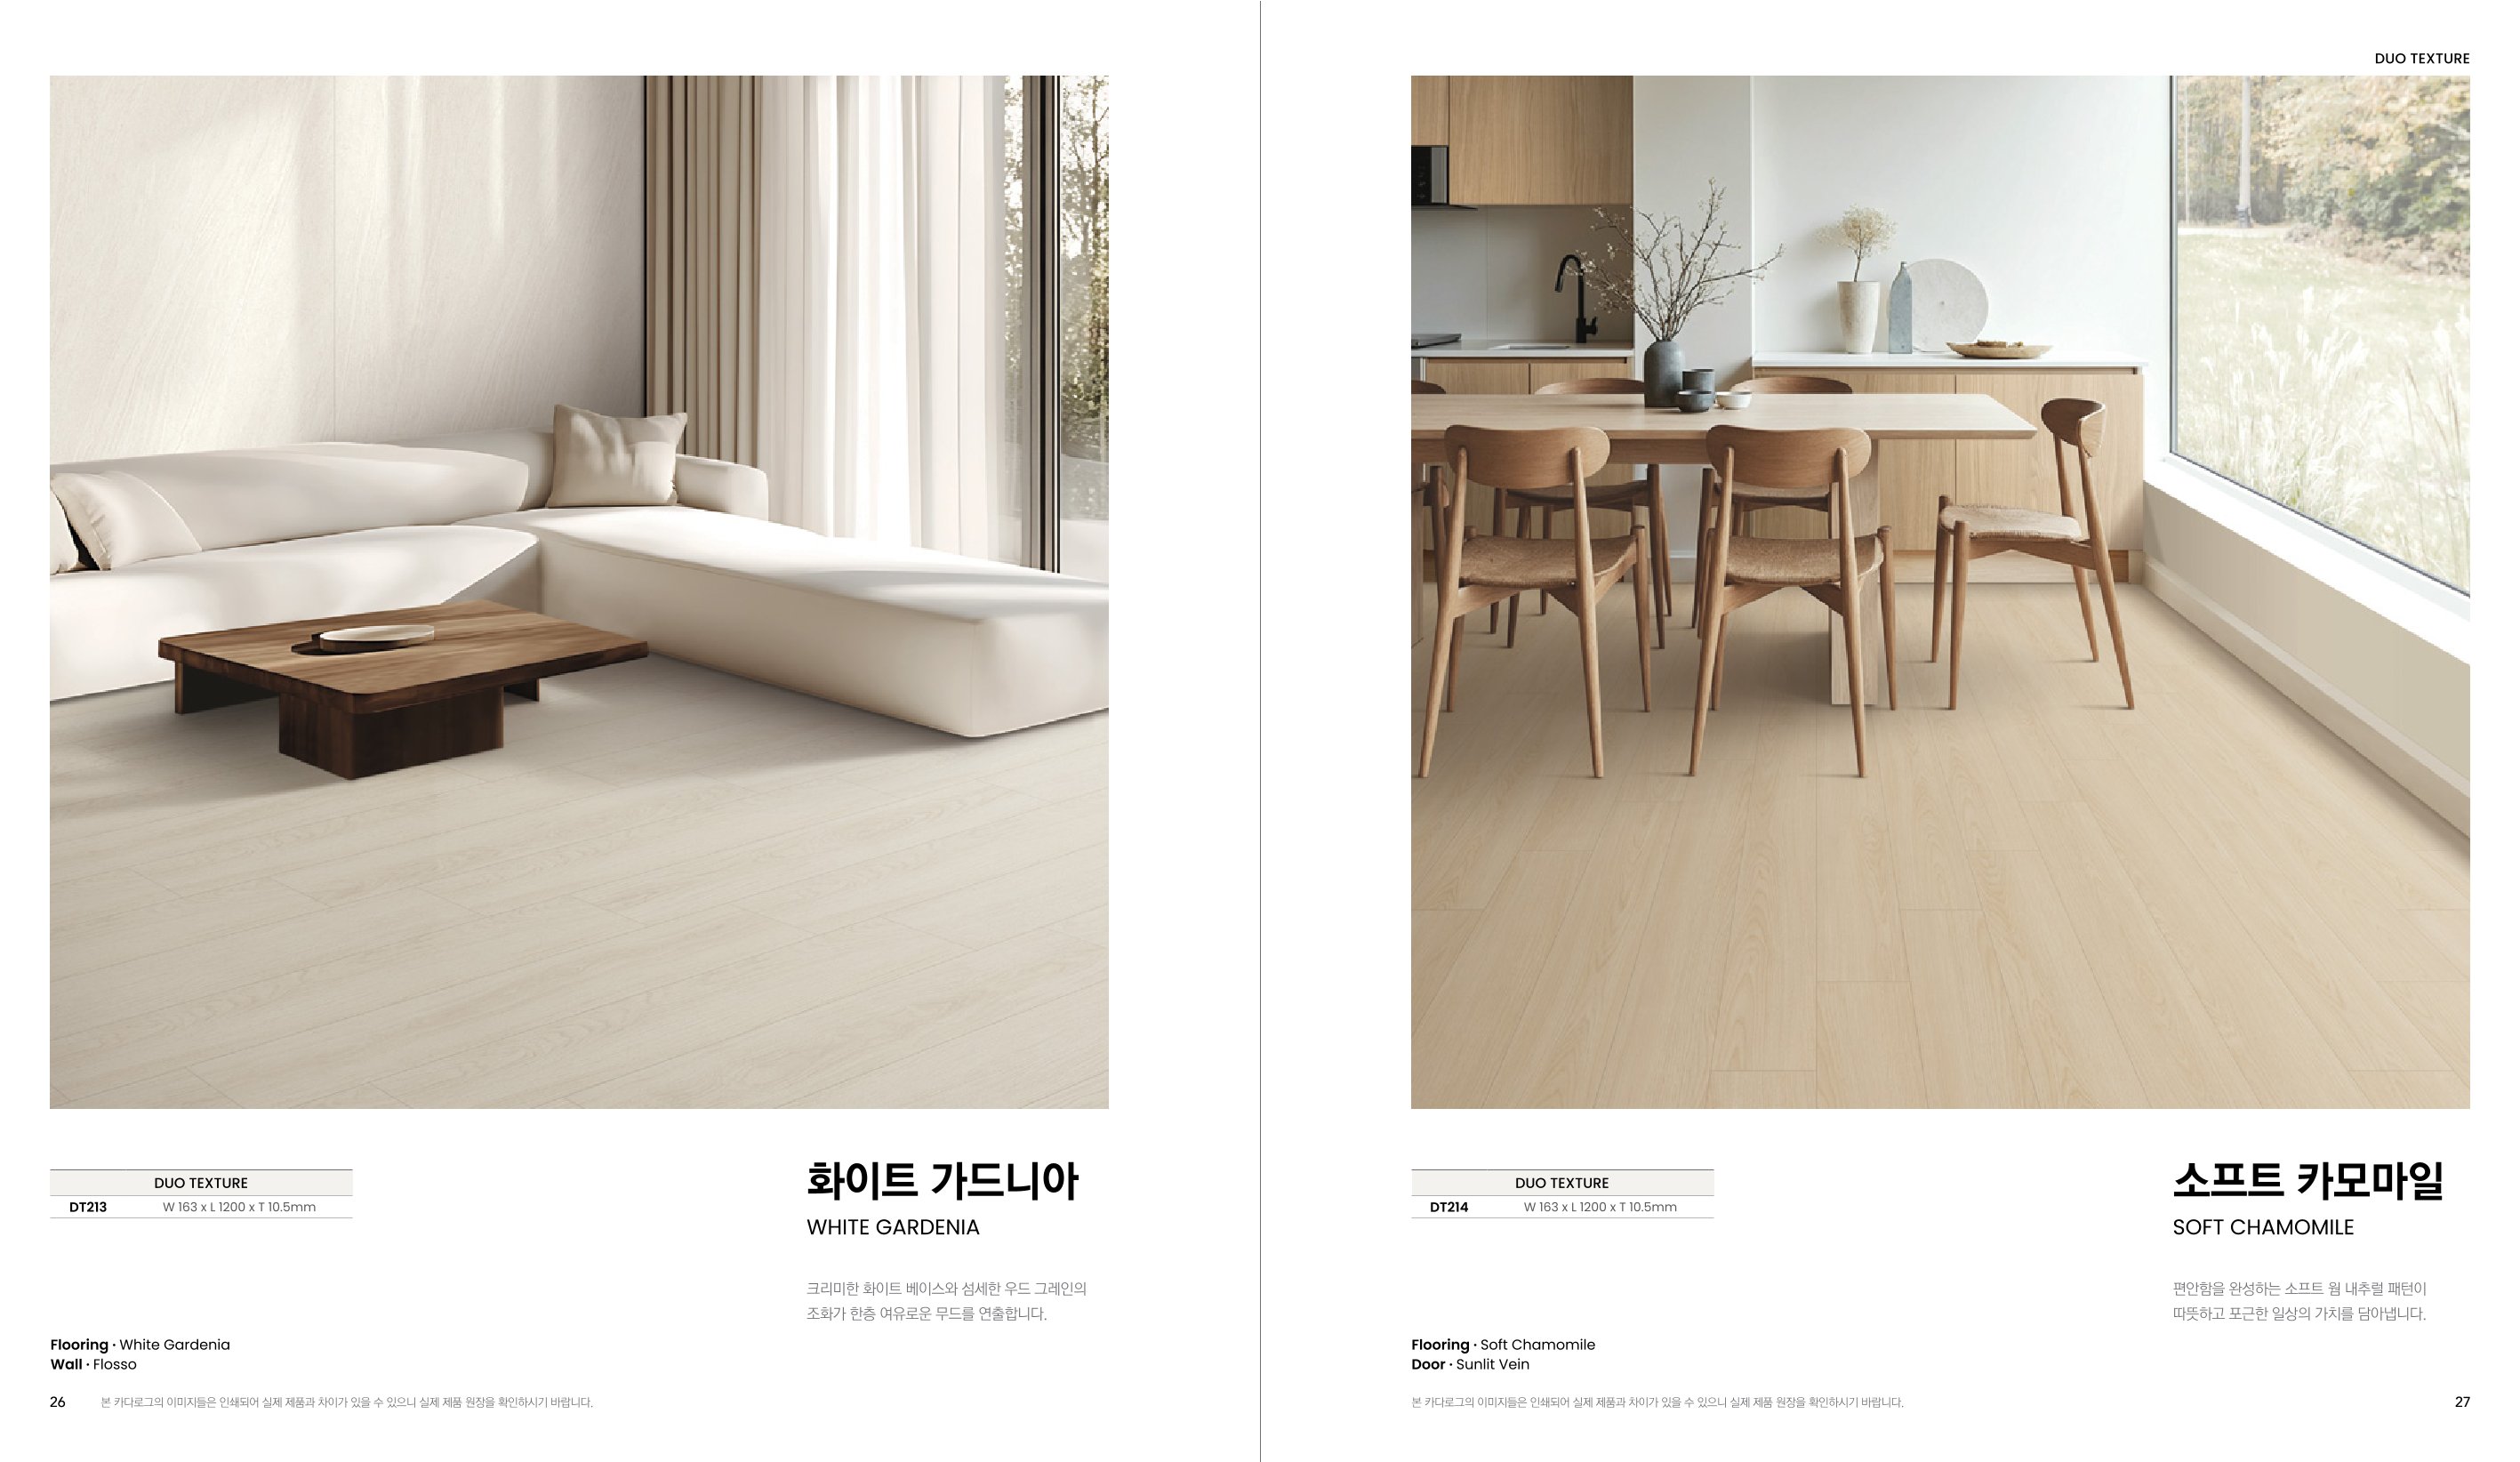 DUO TEXTURE
DT213 W 163 x L 1200 x T 10.5mm
화이트 가드니아
WHITE GARDENIA
크리미한 화이트 베이스와 섬세한 우드 그레인의
조화가 한층 여유로운 무드를 연출합니다.
Flooring · White Gardenia
Wall · Flosso
26 본 카다로그의 이미지들은 인쇄되어 실제 제품과 차이가 있을 수 있으니 실제 제품 원장을 확인하시기 바랍니다.
DUO TEXTURE
DUO TEXTURE
DT214 W 163 x L 1200 x T 10.5mm
소프트 카모마일
SOFT CHAMOMILE
편안함을 완성하는 소프트 웜 내추럴 패턴이
따뜻하고 포근한 일상의 가치를 담아냅니다.
Flooring · Soft Chamomile
Door · Sunlit Vein
본 카다로그의 이미지들은 인쇄되어 실제 제품과 차이가 있을 수 있으니 실제 제품 원장을 확인하시기 바랍니다. 27